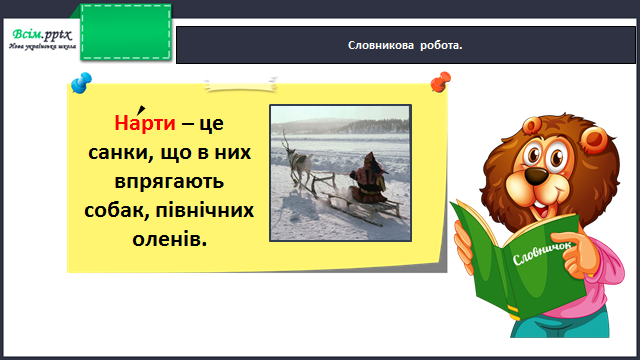 Всім.pptx
Нова українська школа
Словникова робота.
Нарти – це
санки, що в них
впрягають
собак, північних
оленів.
Словничок